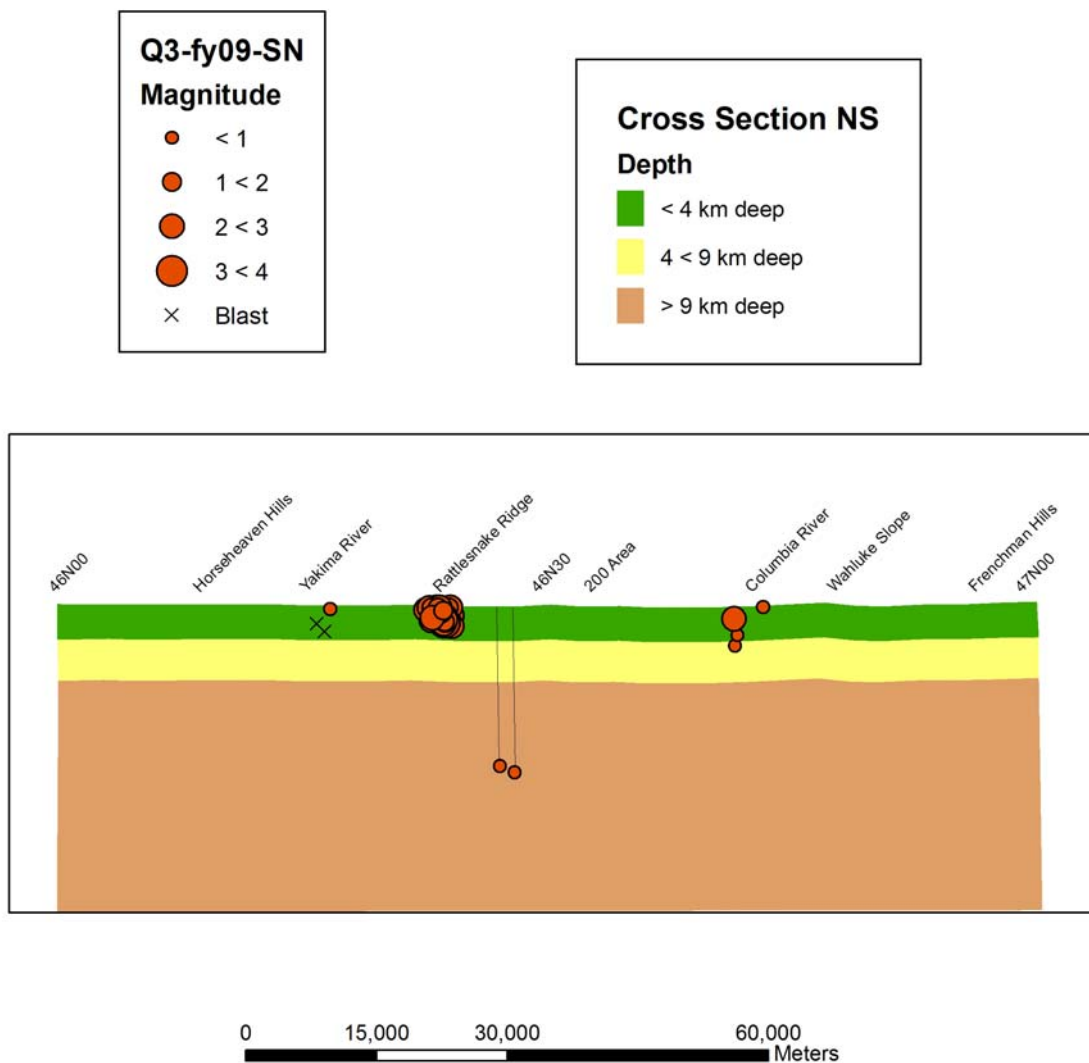 Q3-fy09-SN
Magnitude
< 1
1 < 2
2 < 3
3 < 4
Blast
Cross Section NS
Depth
< 4 km deep
4 < 9 km deep
> 9 km deep
46N00
Horseheaven Hills
Yakima River
Rattlesnake Ridge
46N30
200 Area
Columbia River
Wahluke Slope
Frenchman Hills
47N00
0 15,000 30,000 60,000
Meters